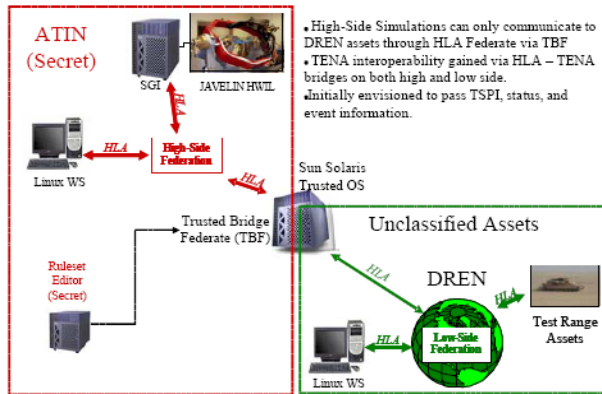 ATIN
(Secret)
SGI
JAVELIN HWIL
• High-Side Simulations can only communicate to
DREN assets through HLA Federate via TBF
• TENA interoperability gained via HLA – TENA
bridges on both high and low side.
•Initially envisioned to pass TSPI, status, and
event information.
HLA
HLA
High-Side
Federation
Linux WS
HLA
Sun Solaris
Trusted OS
Trusted Bridge
Federate (TBF)
Unclassified Assets
Ruleset
Editor
(Secret)
HLA
DREN
HLA
Test Range
Assets
Low-Side
Federation
HLA
Linux WS